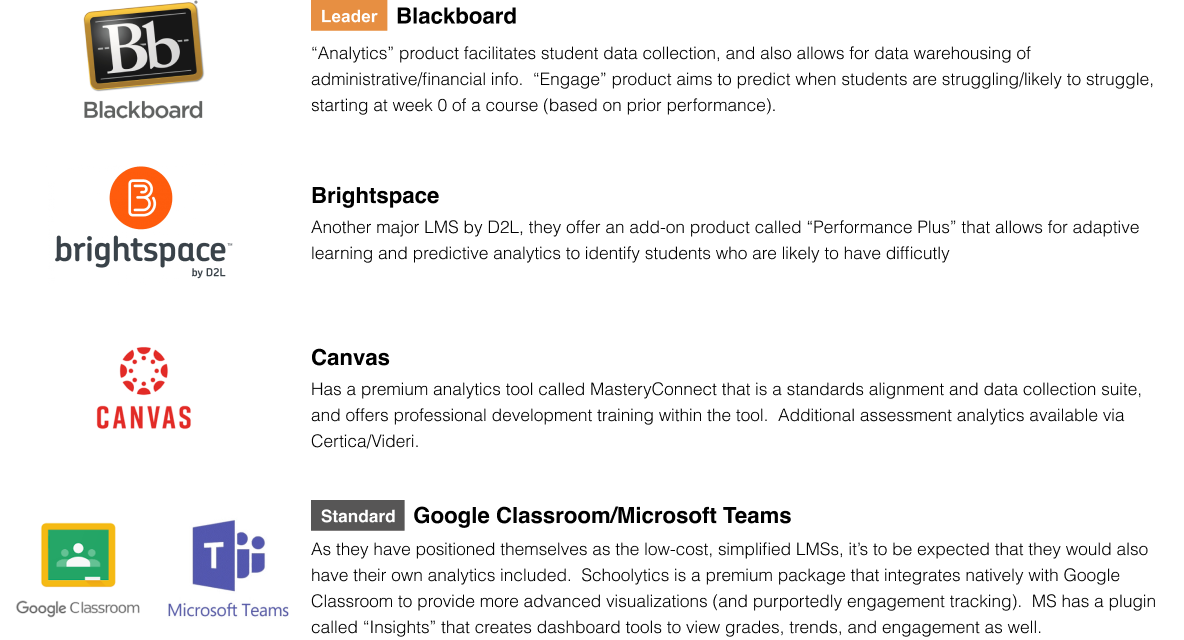 Bb
Blackboard
Leader Blackboard
“Analytics” product facilitates student data collection, and also allows for data warehousing of
administrative/financial info.  “Engage” product aims to predict when students are struggling/likely to struggle,
starting at week 0 of a course (based on prior performance).
brightspace™
by D2L
Brightspace
Another major LMS by D2L, they offer an add-on product called “Performance Plus” that allows for adaptive
learning and predictive analytics to identify students who are likely to have difficutly
CANVAS
Canvas
Has a premium analytics tool called MasteryConnect that is a standards alignment and data collection suite,
and offers professional development training within the tool.  Additional assessment analytics available via
Certica/Videri.
Google Classroom
T
Microsoft Teams
Standard Google Classroom/Microsoft Teams
As they have positioned themselves as the low-cost, simplified LMSs, it’s to be expected that they would also
have their own analytics included.  Schoolytics is a premium package that integrates natively with Google
Classroom to provide more advanced visualizations (and purportedly engagement tracking).  MS has a plugin
called “Insights” that creates dashboard tools to view grades, trends, and engagement as well.